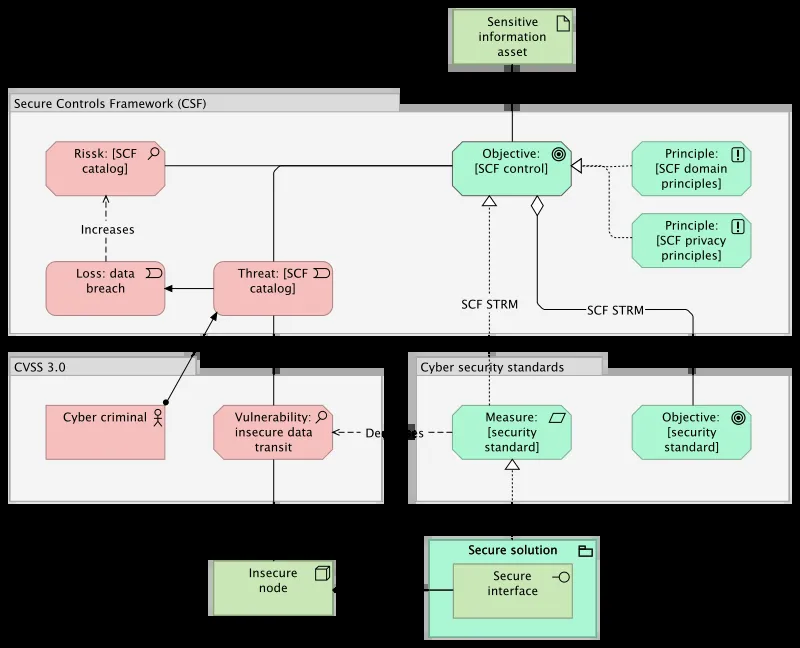 Sensitive
information
asset
Secure Controls Framework (CSF)
Rissk: [SCF
catalog]
Objective:
[SCF control]
Principle:
[SCF domain
principles]
Principle:
[SCF privacy
principles]
Increases
Loss: data
breach
Threat: [SCF
catalog]
SCF STRM
SCF STRM
CVSS 3.0
Cyber security standards
Cyber criminal
Vulnerability:
insecure data
transit
Measure:
[security
standard]
Objective:
[security
standard]
Secure solution
Insecure
node
Secure
interface